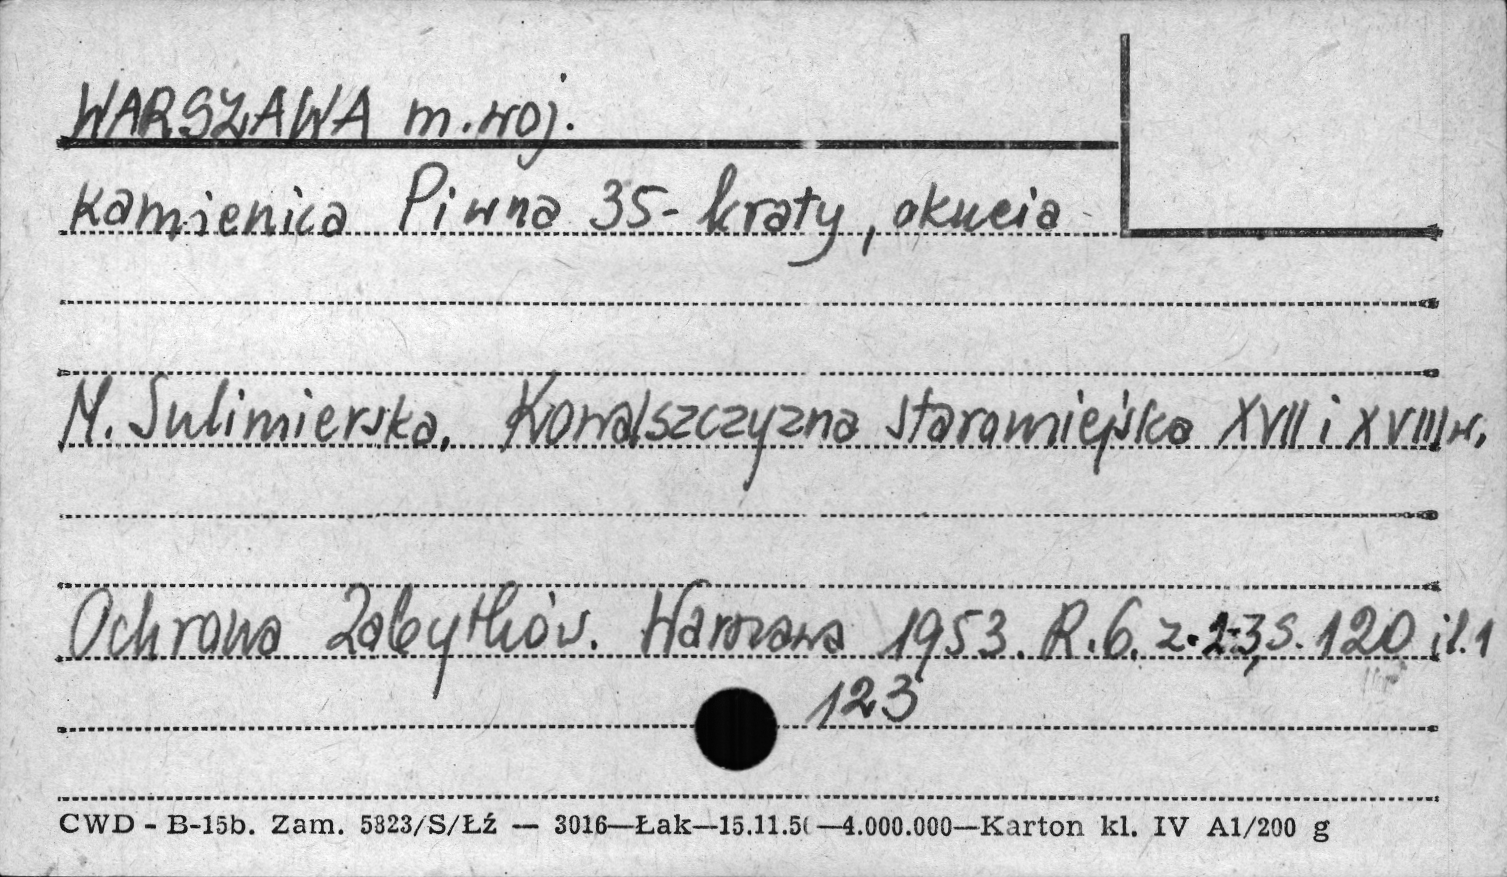 WARSZAWA m. woj.
kamienica Piwna 35 - kraty, okucia
M. Sulimierska. Kowalszczyzna staromiejska XVII i XVIII w.
Ochrona Zabytków. Warszawa 1953. R. 6. z. 2-3, s. 120 il. 1
123
CWD - B-15b. Zam. 5823/S/Łź — 3016—Łak—15.11.5 —4.000.000—Karton kl. IV A1/200 g